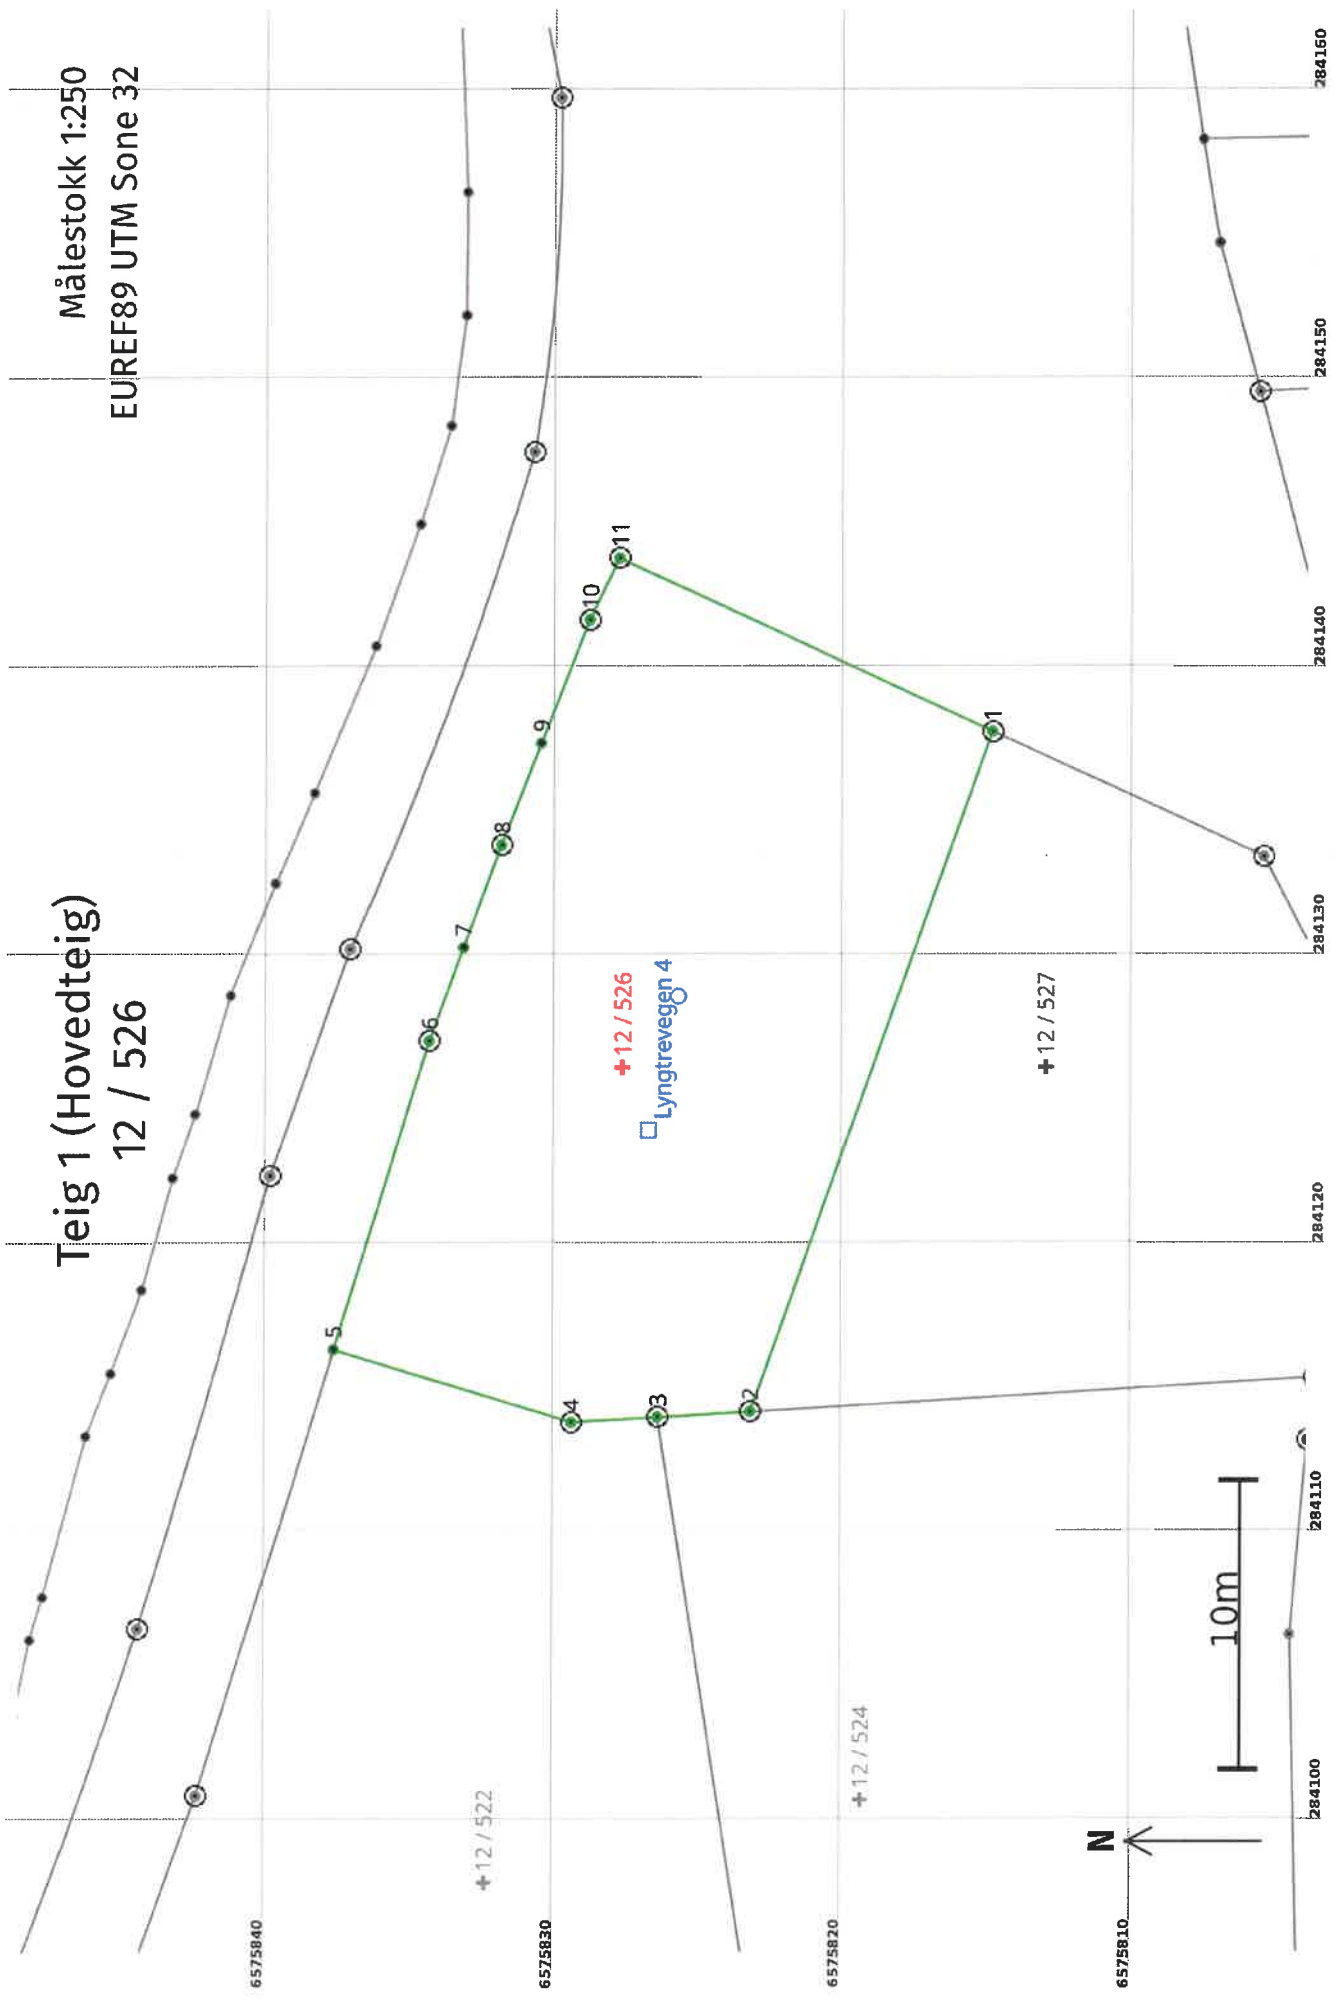 Teig 1 (Hovedteig)
12 / 526
Målestokk 1:250
EUREF89 UTM Sone 32
6575840
6575830
6575820
6575810
5
6
7
8
9
10
11
4
3
2
1
+12 / 522
+12 / 526
Lyngtrevegen 4
+12 / 524
+12 / 527
N
10m
284100
284110
284120
284130
284140
284150
284160